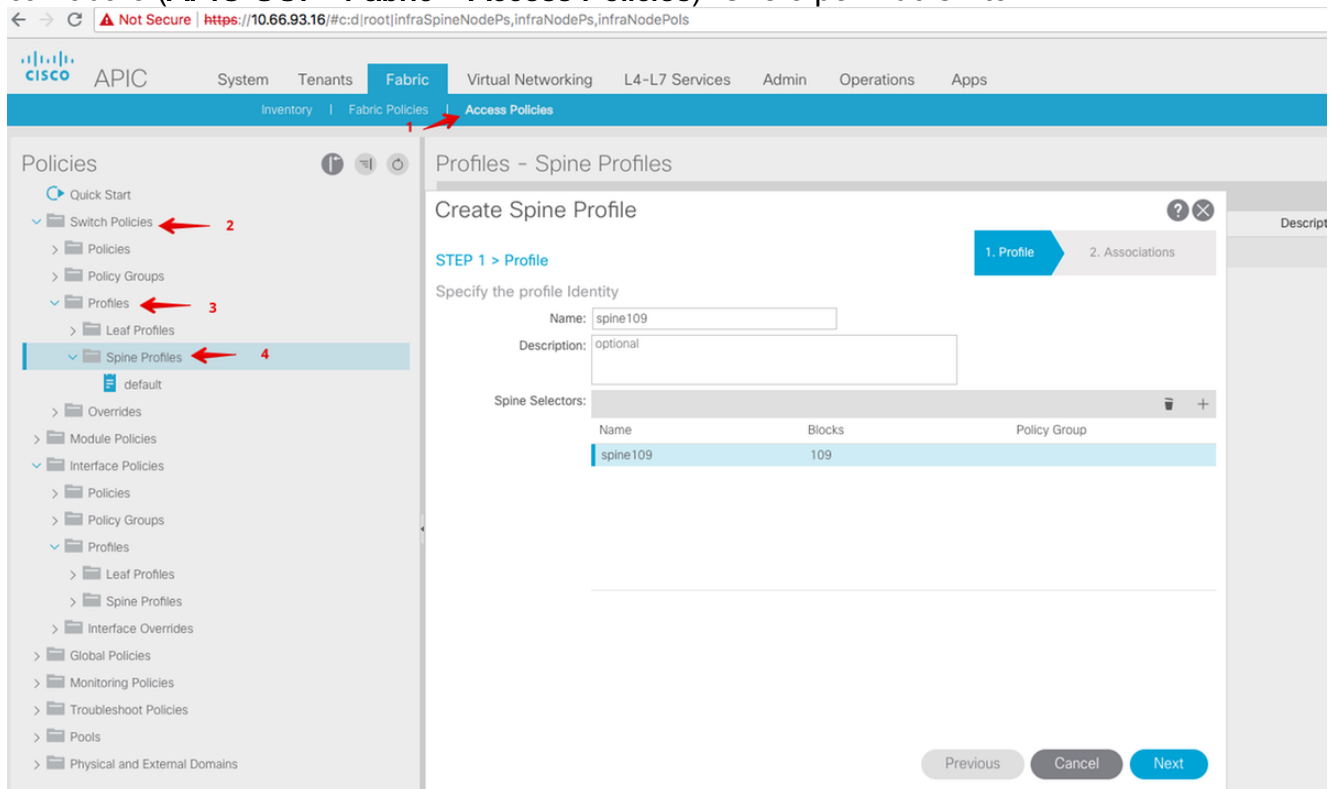 Not Secure | https://10.66.93.16/#c:d|root|infraSpineNodePs,infraNodePs,infraNodePols
CISCO APIC System Tenants Fabric Virtual Networking L4-L7 Services Admin Operations Apps
Inventory | Fabric Policies | Access Policies
1
Policies
Quick Start
Switch Policies 2
Policies
Policy Groups
Profiles 3
Leaf Profiles
Spine Profiles 4
default
Overrides
Module Policies
Interface Policies
Policies
Policy Groups
Profiles
Leaf Profiles
Spine Profiles
Interface Overrides
Global Policies
Monitoring Policies
Troubleshoot Policies
Pools
Physical and External Domains
Profiles - Spine Profiles
Create Spine Profile
Descript
STEP 1 > Profile
1. Profile 2. Associations
Specify the profile Identity
Name: spine109
Description: optional
Spine Selectors:
Name Blocks Policy Group
spine109 109
Previous Cancel Next